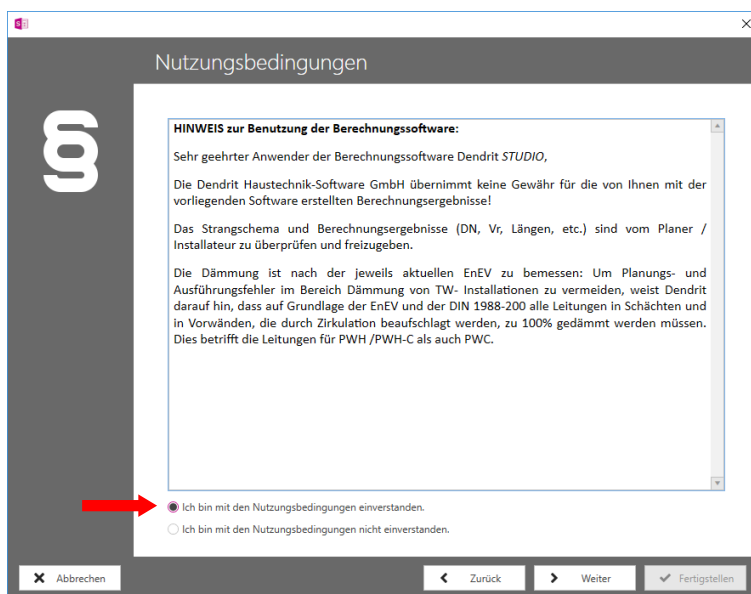 Nutzungsbedingungen
§
HINWEIS zur Benutzung der Berechnungssoftware:
Sehr geehrter Anwender der Berechnungssoftware Dendrit STUDIO,
Die Dendrit Haustechnik-Software GmbH übernimmt keine Gewähr für die von Ihnen mit der
vorliegenden Software erstellten Berechnungsergebnisse!
Das Strangschema und Berechnungsergebnisse (DN, Vr, Längen, etc.) sind vom Planer /
Installateur zu überprüfen und freizugeben.
Die Dämmung ist nach der jeweils aktuellen EnEV zu bemessen: Um Planungs- und
Ausführungsfehler im Bereich Dämmung von TW- Installationen zu vermeiden, weist Dendrit
darauf hin, dass auf Grundlage der EnEV und der DIN 1988-200 alle Leitungen in Schächten und
in Vorwänden, die durch Zirkulation beaufschlagt werden, zu 100% gedämmt werden müssen.
Dies betrifft die Leitungen für PWH /PWH-C als auch PWC.
Ich bin mit den Nutzungsbedingungen einverstanden.
Ich bin mit den Nutzungsbedingungen nicht einverstanden.
Abbrechen
Zurück
Weiter
Fertigstellen